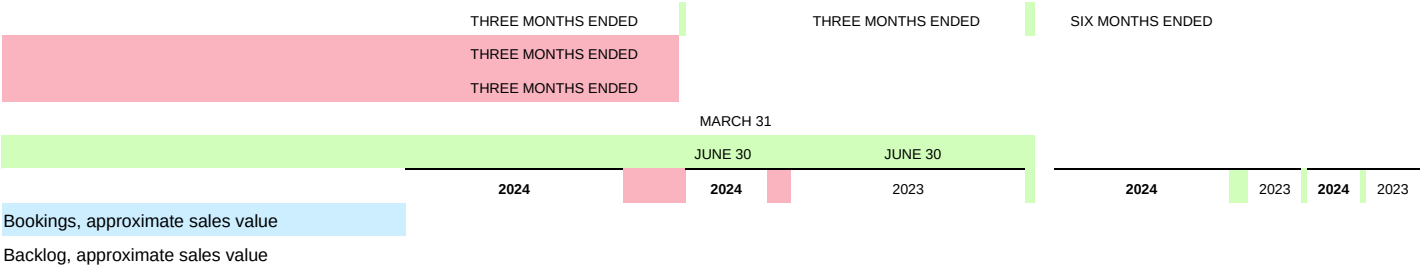 THREE MONTHS ENDED THREE MONTHS ENDED SIX MONTHS ENDED
THREE MONTHS ENDED
THREE MONTHS ENDED
MARCH 31
JUNE 30 JUNE 30
2024 2024 2023 2024 2023 2024 2023
Bookings, approximate sales value
Backlog, approximate sales value